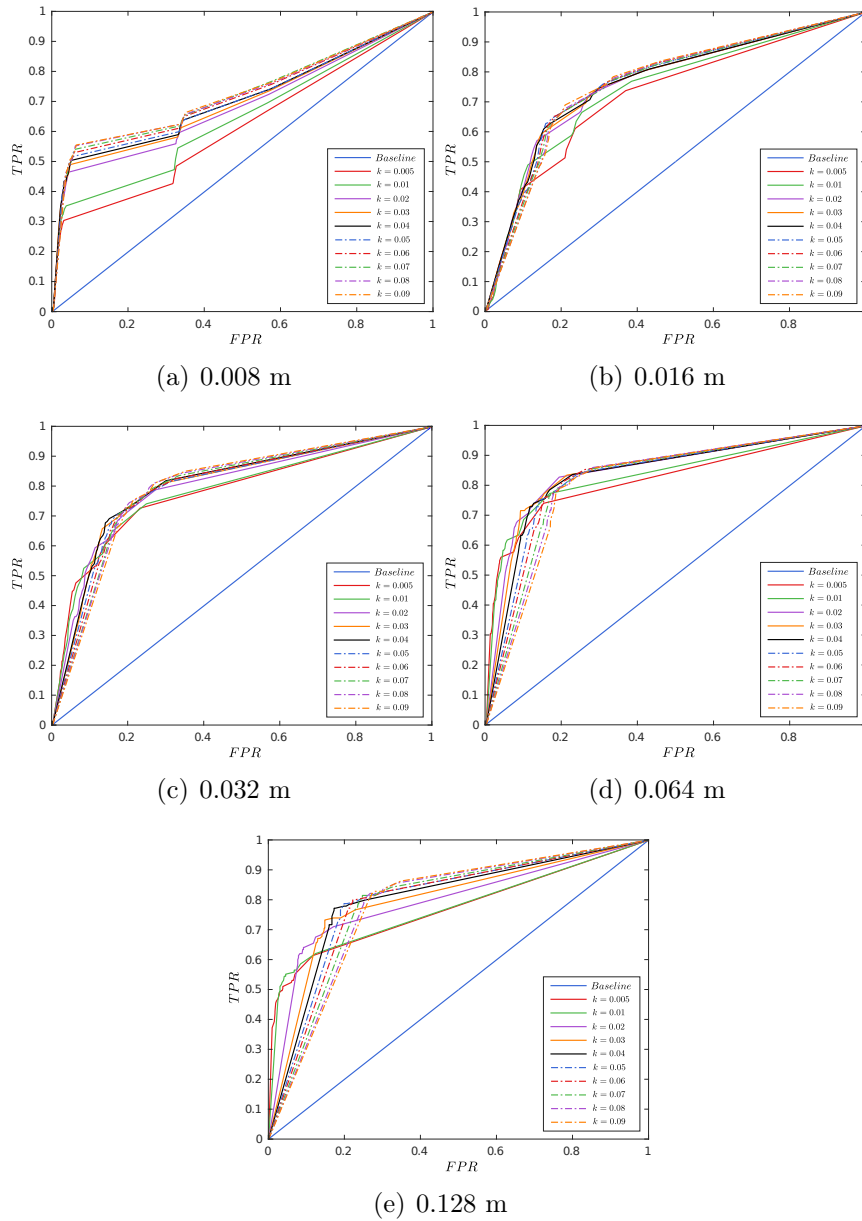 1
0.9
0.8
0.7
0.6
0.5
0.4
0.3
0.2
0.1
0
TPR
Baseline
k = 0.005
k = 0.01
k = 0.02
k = 0.03
k = 0.04
k = 0.05
k = 0.06
k = 0.07
k = 0.08
k = 0.09
0 0.2 0.4 0.6 0.8 1
FPR
(a) 0.008 m
1
0.9
0.8
0.7
0.6
0.5
0.4
0.3
0.2
0.1
0
TPR
Baseline
k = 0.005
k = 0.01
k = 0.02
k = 0.03
k = 0.04
k = 0.05
k = 0.06
k = 0.07
k = 0.08
k = 0.09
0 0.2 0.4 0.6 0.8
FPR
(b) 0.016 m
1
0.9
0.8
0.7
0.6
0.5
0.4
0.3
0.2
0.1
0
TPR
Baseline
k = 0.005
k = 0.01
k = 0.02
k = 0.03
k = 0.04
k = 0.05
k = 0.06
k = 0.07
k = 0.08
k = 0.09
0 0.2 0.4 0.6 0.8 1
FPR
(c) 0.032 m
1
0.9
0.8
0.7
0.6
0.5
0.4
0.3
0.2
0.1
0
TPR
Baseline
k = 0.005
k = 0.01
k = 0.02
k = 0.03
k = 0.04
k = 0.05
k = 0.06
k = 0.07
k = 0.08
k = 0.09
0 0.2 0.4 0.6 0.8
FPR
(d) 0.064 m
1
0.9
0.8
0.7
0.6
0.5
0.4
0.3
0.2
0.1
0
TPR
Baseline
k = 0.005
k = 0.01
k = 0.02
k = 0.03
k = 0.04
k = 0.05
k = 0.06
k = 0.07
k = 0.08
k = 0.09
0 0.2 0.4 0.6 0.8 1
FPR
(e) 0.128 m